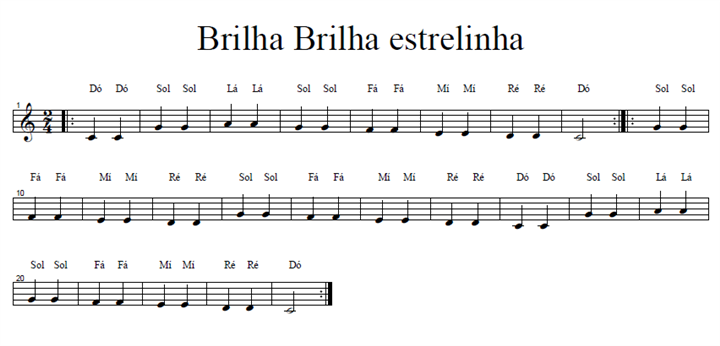 Brilha Brilha estrelinha
Dó Dó Sol Sol Lá Lá Sol Sol Fá Fá Mi Mi Ré Ré Dó Sol Sol
1
2
4
Fá Fá Mi Mi Ré Ré Sol Sol Fá Fá Mi Mi Ré Ré Dó Dó Sol Sol Lá Lá
10
Sol Sol Fá Fá Mi Mi Ré Ré Dó
20